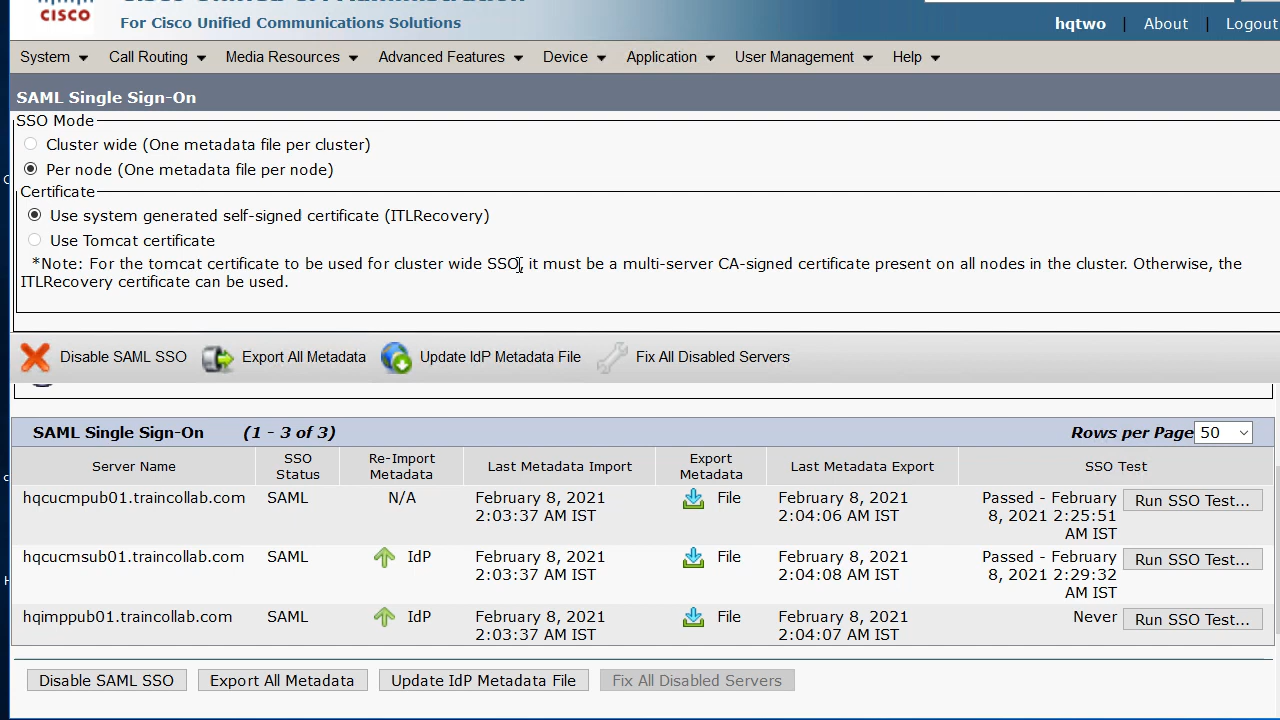 CISCO
For Cisco Unified Communications Solutions
hqtwo | About | Logout
System Call Routing Media Resources Advanced Features Device Application User Management Help
SAML Single Sign-On
SSO Mode
Cluster wide (One metadata file per cluster)
Per node (One metadata file per node)
Certificate
Use system generated self-signed certificate (ITLRecovery)
Use Tomcat certificate
*Note: For the tomcat certificate to be used for cluster wide SSO, it must be a multi-server CA-signed certificate present on all nodes in the cluster. Otherwise, the
ITLRecovery certificate can be used.
Disable SAML SSO Export All Metadata Update IdP Metadata File Fix All Disabled Servers
SAML Single Sign-On (1 - 3 of 3) Rows per Page 50
Server Name SSO Status Re-Import Metadata Last Metadata Import Export Metadata Last Metadata Export SSO Test
hqcucmpub01.traincollab.com SAML N/A February 8, 2021 File February 8, 2021 Passed - February Run SSO Test...
2:03:37 AM IST 2:04:06 AM IST 8, 2021 2:25:51
AM IST
hqcucmsub01.traincollab.com SAML IdP February 8, 2021 File February 8, 2021 Passed - February Run SSO Test...
2:03:37 AM IST 2:04:08 AM IST 8, 2021 2:29:32
AM IST
hqimppub01.traincollab.com SAML IdP February 8, 2021 File February 8, 2021 Never Run SSO Test...
2:03:37 AM IST 2:04:07 AM IST
Disable SAML SSO Export All Metadata Update IdP Metadata File Fix All Disabled Servers